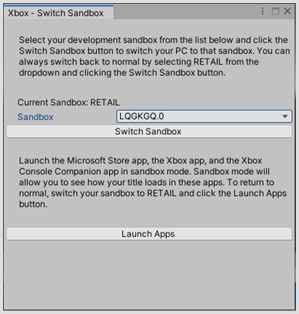 Xbox - Switch Sandbox
Select your development sandbox from the list below and click the
Switch Sandbox button to switch your PC to that sandbox. You can
always switch back to normal by selecting RETAIL from the
dropdown and clicking the Switch Sandbox button.
Current Sandbox: RETAIL
Sandbox LQGKGQ.0
Switch Sandbox
Launch the Microsoft Store app, the Xbox app, and the Xbox
Console Companion app in sandbox mode. Sandbox mode will
allow you to see how your title loads in these apps. To return to
normal, switch your sandbox to RETAIL and click the Launch Apps
button.
Launch Apps